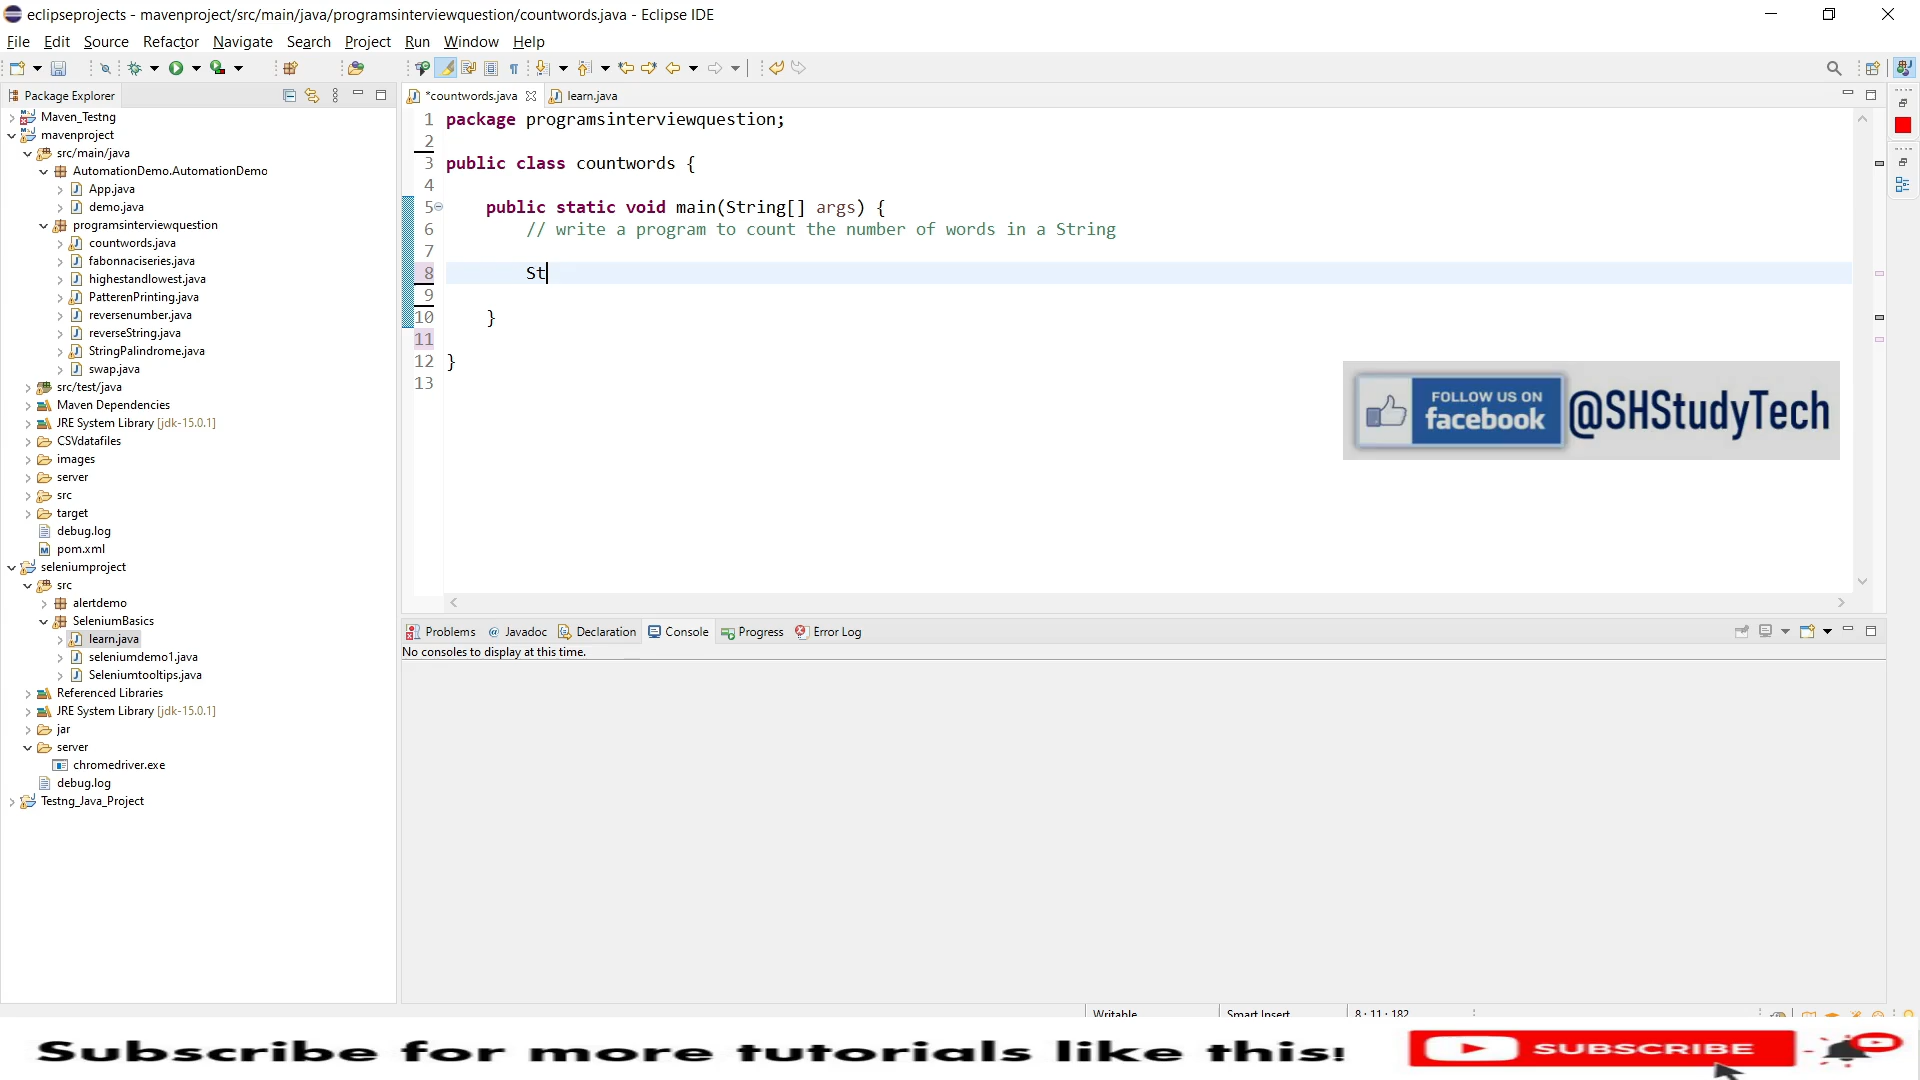 eclipseprojects - mavenproject/src/main/java/programsinterviewquestion/countwords.java - Eclipse IDE
File Edit Source Refactor Navigate Search Project Run Window Help
Package Explorer
Maven_Testng
mavenproject
src/main/java
AutomationDemo.AutomationDemo
App.java
demo.java
programsinterviewquestion
countwords.java
fabonnaciseries.java
highestandlowest.java
PatterenPrinting.java
reversenumber.java
reverseString.java
StringPalindrome.java
swap.java
src/test/java
Maven Dependencies
JRE System Library [jdk-15.0.1]
CSVdatafiles
images
server
src
target
debug.log
pom.xml
seleniumproject
src
alertdemo
SeleniumBasics
learn.java
seleniumdemo1.java
Seleniumtooltips.java
Referenced Libraries
JRE System Library [jdk-15.0.1]
jar
server
chromedriver.exe
debug.log
Testng_Java_Project
*countwords.java learn.java
1 package programsinterviewquestion;
2
3 public class countwords {
4
5 public static void main(String[] args) {
6 // write a program to count the number of words in a String
7
8 St
9
10 }
11
12 }
13
FOLLOW US ON
facebook
@SHStudyTech
Problems @ Javadoc Declaration Console Progress Error Log
No consoles to display at this time.
Writable Smart Insert 8 : 11 : 182
Subscribe for more tutorials like this!
SUBSCRIBE